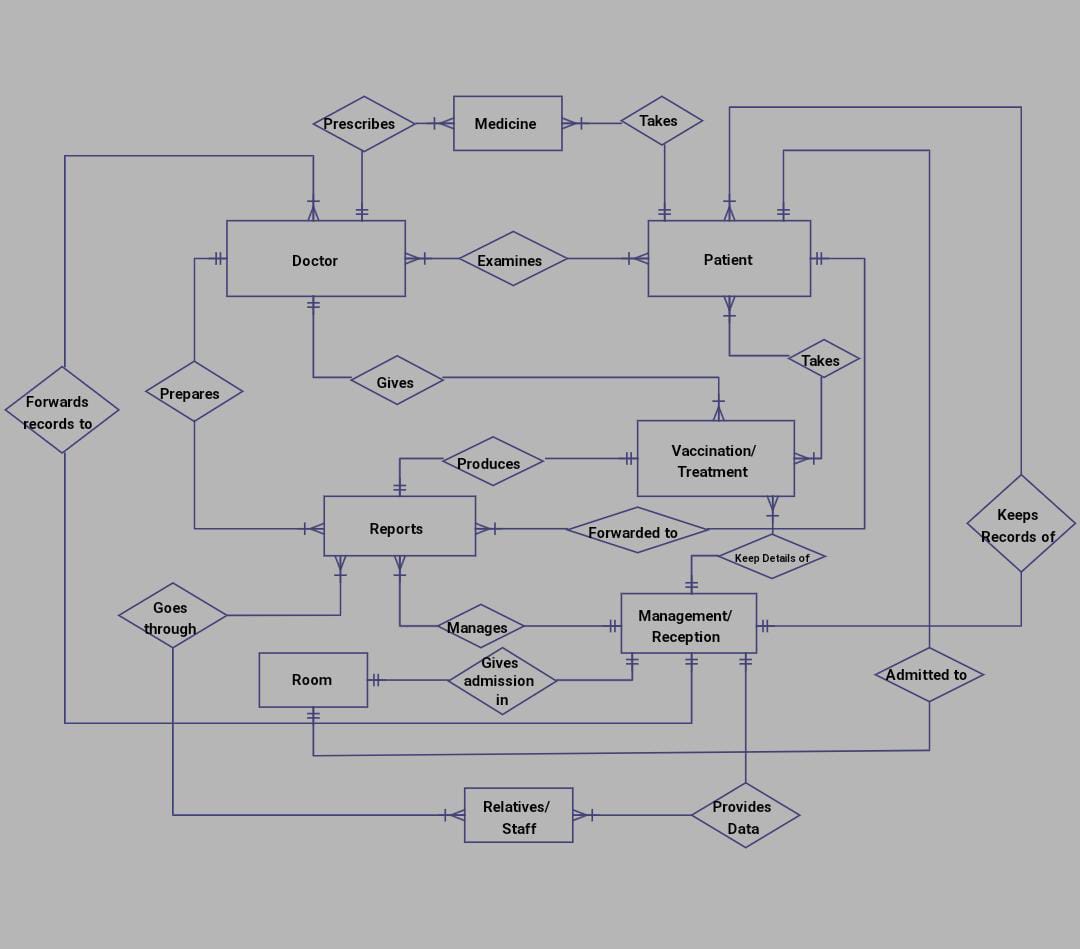 Prescribes
Medicine
Takes
Doctor
Examines
Patient
Takes
Gives
Forwards
records to
Prepares
Vaccination/
Treatment
Produces
Reports
Forwarded to
Keeps
Records of
Keep Details of
Goes
through
Manages
Management/
Reception
Room
Gives
admission
in
Admitted to
Relatives/
Staff
Provides
Data